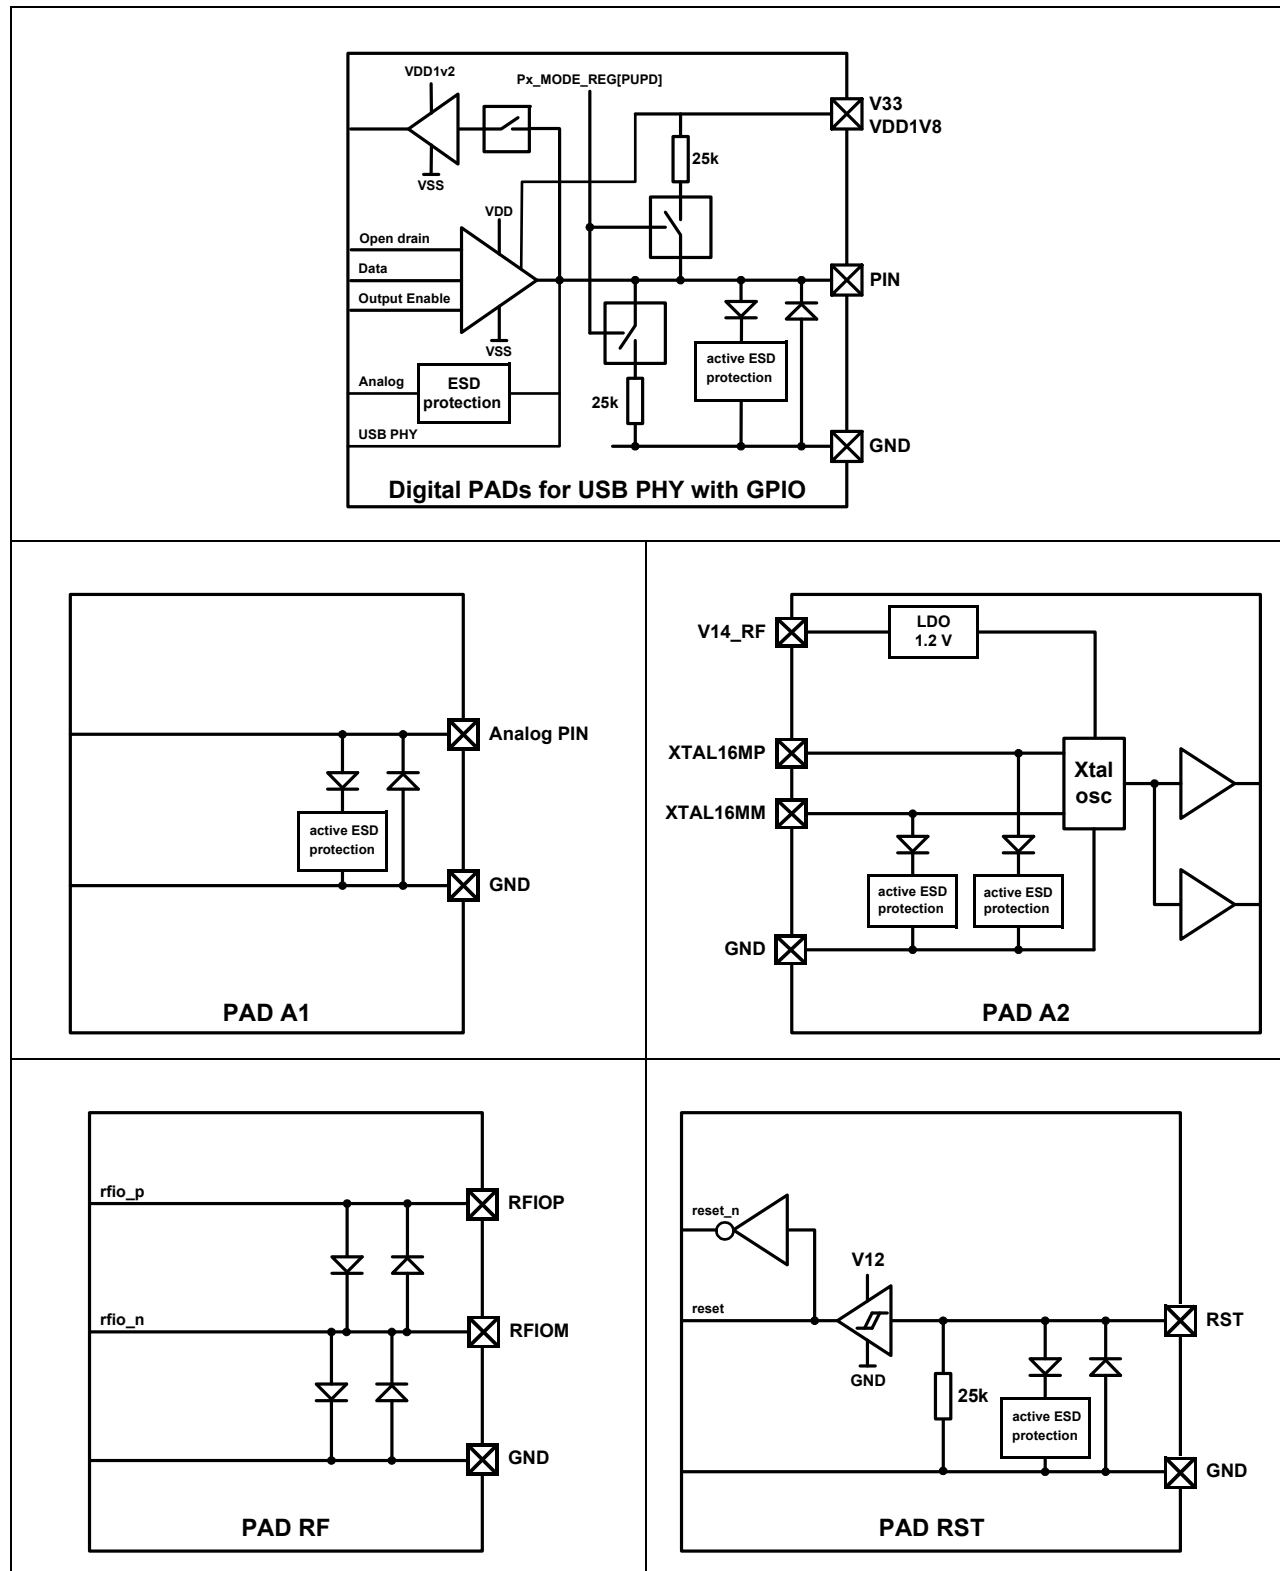 VDD1v2
Px_MODE_REG[PUPD]
V33
VDD1V8
25k
VSS
VDD
Open drain
Data
Output Enable
PIN
VSS
active ESD
protection
Analog
ESD
protection
25k
USB PHY
GND
Digital PADs for USB PHY with GPIO
Analog PIN
active ESD
protection
GND
PAD A1
V14_RF
LDO
1.2 V
XTAL16MP
Xtal
osc
XTAL16MM
active ESD
protection
active ESD
protection
GND
PAD A2
rfio_p
RFIOP
rfio_n
RFIOM
GND
PAD RF
reset_n
V12
reset
RST
GND
25k
active ESD
protection
GND
PAD RST